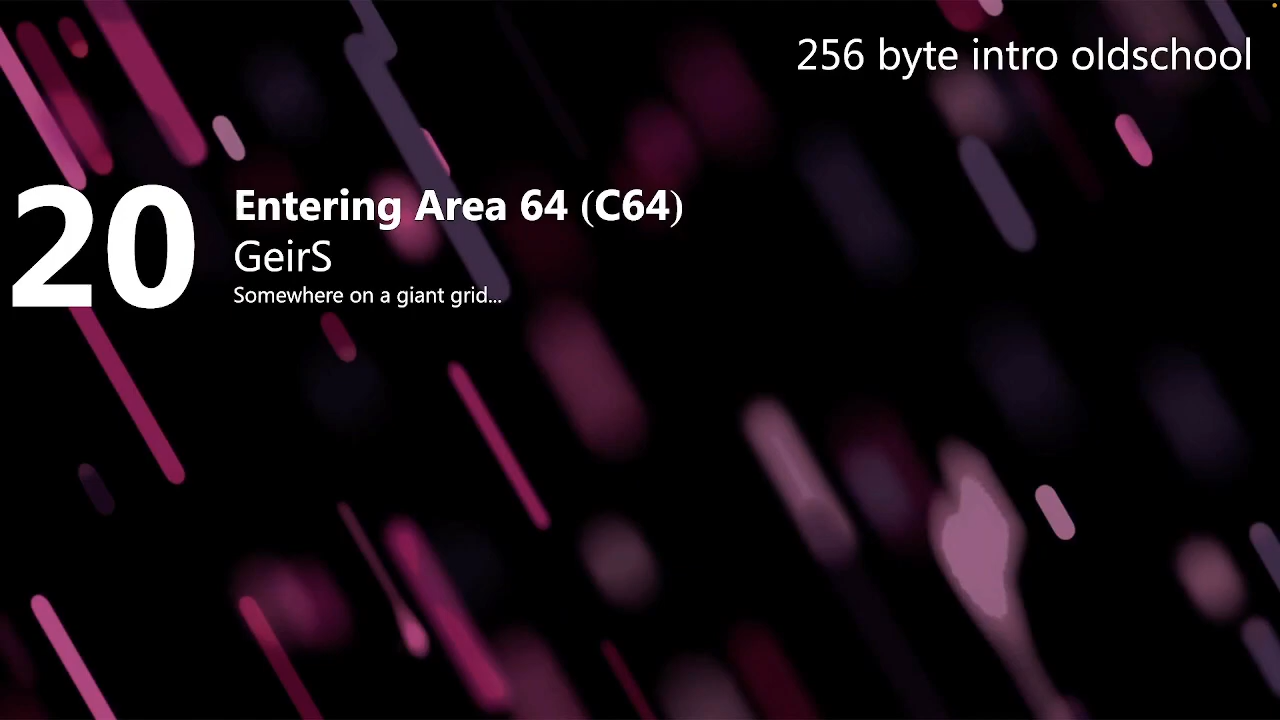 256 byte intro oldschool
20
Entering Area 64 (C64)
GeirS
Somewhere on a giant grid...